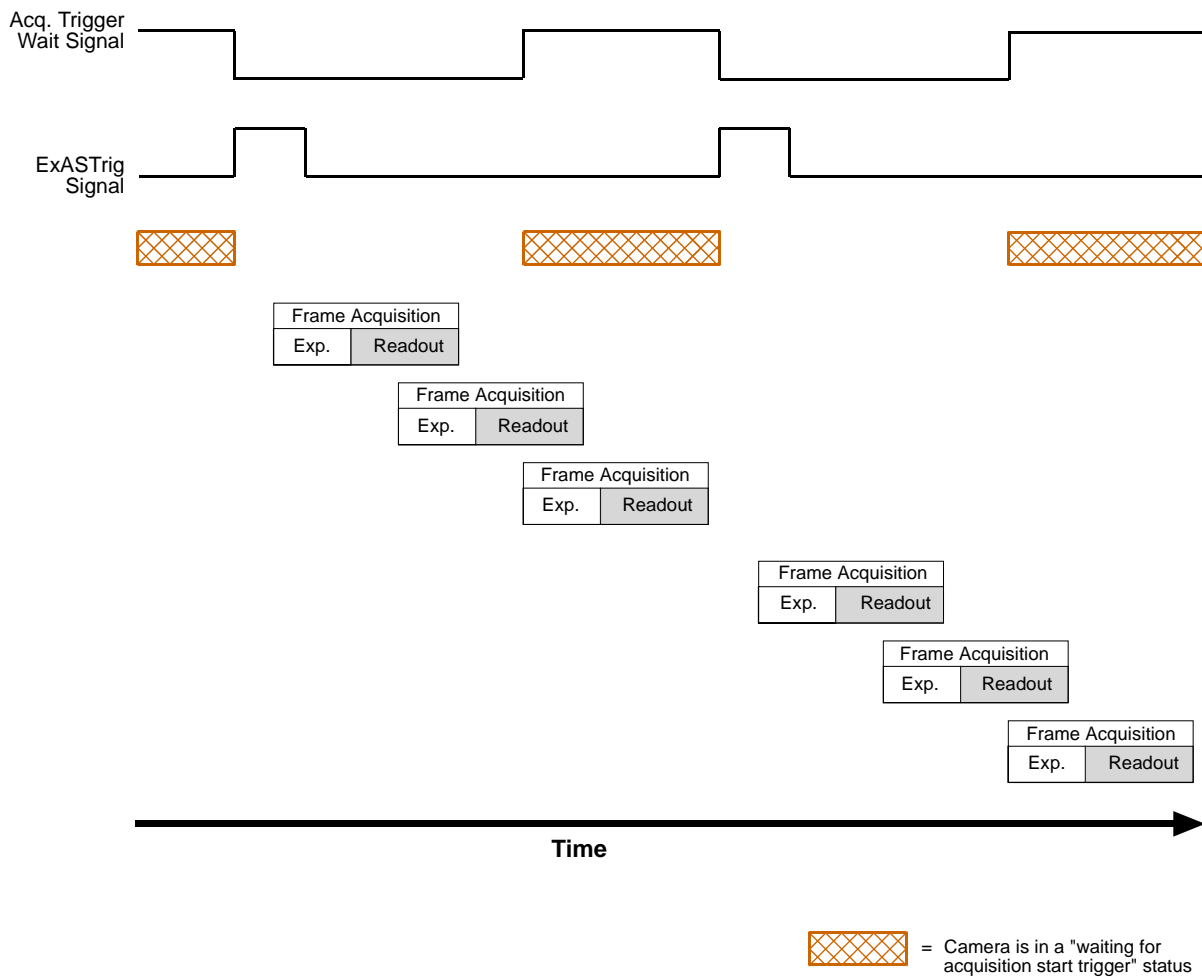 Acq. Trigger
Wait Signal
ExASTrig
Signal
Frame Acquisition
Exp. Readout
Frame Acquisition
Exp. Readout
Frame Acquisition
Exp. Readout
Frame Acquisition
Exp. Readout
Frame Acquisition
Exp. Readout
Frame Acquisition
Exp. Readout
Time
= Camera is in a "waiting for
acquisition start trigger" status